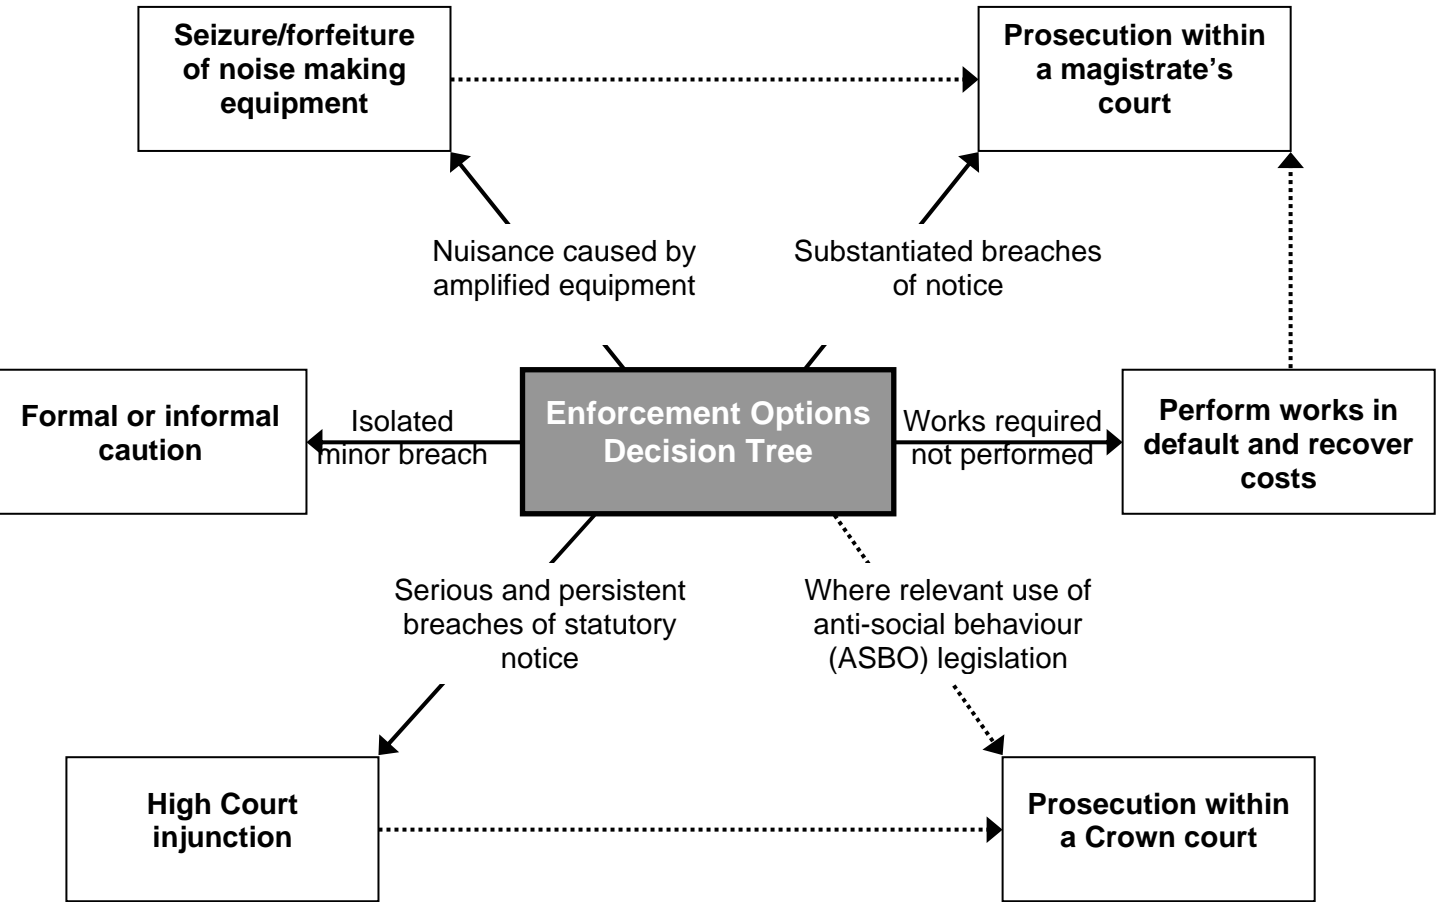 Seizure/forfeiture
of noise making
equipment
Prosecution within
a magistrate’s
court
Nuisance caused by
amplified equipment
Substantiated breaches
of notice
Formal or informal
caution
Isolated
minor breach
Enforcement Options
Decision Tree
Works required
not performed
Perform works in
default and recover
costs
Serious and persistent
breaches of statutory
notice
Where relevant use of
anti-social behaviour
(ASBO) legislation
High Court
injunction
Prosecution within
a Crown court